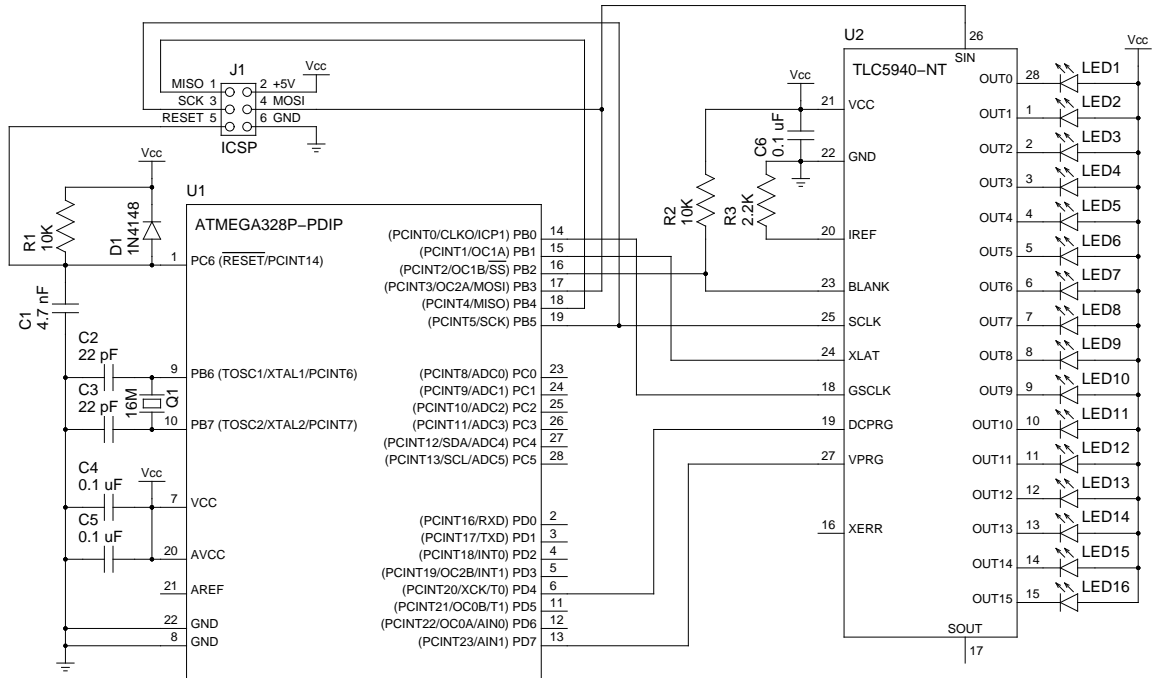 J1
MISO 1
2 +5V
Vcc
SCK 3
4 MOSI
RESET 5
6 GND
ICSP
Vcc
R1
10K
D1
1N4148
C1
4.7 nF
C2
22 pF
C3
22 pF
16M
Q1
C4
0.1 uF
Vcc
C5
0.1 uF
U1
ATMEGA328P-PDIP
1 PC6 (RESET/PCINT14)
9 PB6 (TOSC1/XTAL1/PCINT6)
10 PB7 (TOSC2/XTAL2/PCINT7)
7 VCC
20 AVCC
21 AREF
22 GND
8 GND
(PCINT0/CLKO/ICP1) PB0 14
(PCINT1/OC1A) PB1 15
(PCINT2/OC1B/SS) PB2 16
(PCINT3/OC2A/MOSI) PB3 17
(PCINT4/MISO) PB4 18
(PCINT5/SCK) PB5 19
(PCINT8/ADC0) PC0 23
(PCINT9/ADC1) PC1 24
(PCINT10/ADC2) PC2 25
(PCINT11/ADC3) PC3 26
(PCINT12/SDA/ADC4) PC4 27
(PCINT13/SCL/ADC5) PC5 28
(PCINT16/RXD) PD0 2
(PCINT17/TXD) PD1 3
(PCINT18/INT0) PD2 4
(PCINT19/OC2B/INT1) PD3 5
(PCINT20/XCK/T0) PD4 6
(PCINT21/OC0B/T1) PD5 11
(PCINT22/OC0A/AIN0) PD6 12
(PCINT23/AIN1) PD7 13
R2
10K
R3
2.2K
Vcc
C6
0.1 uF
U2
TLC5940-NT
26
SIN
21 VCC
22 GND
20 IREF
23 BLANK
25 SCLK
24 XLAT
18 GSCLK
19 DCPRG
27 VPRG
16 XERR
SOUT
17
Vcc
OUT0 28 LED1
OUT1 1 LED2
OUT2 2 LED3
OUT3 3 LED4
OUT4 4 LED5
OUT5 5 LED6
OUT6 6 LED7
OUT7 7 LED8
OUT8 8 LED9
OUT9 9 LED10
OUT10 10 LED11
OUT11 11 LED12
OUT12 12 LED13
OUT13 13 LED14
OUT14 14 LED15
OUT15 15 LED16